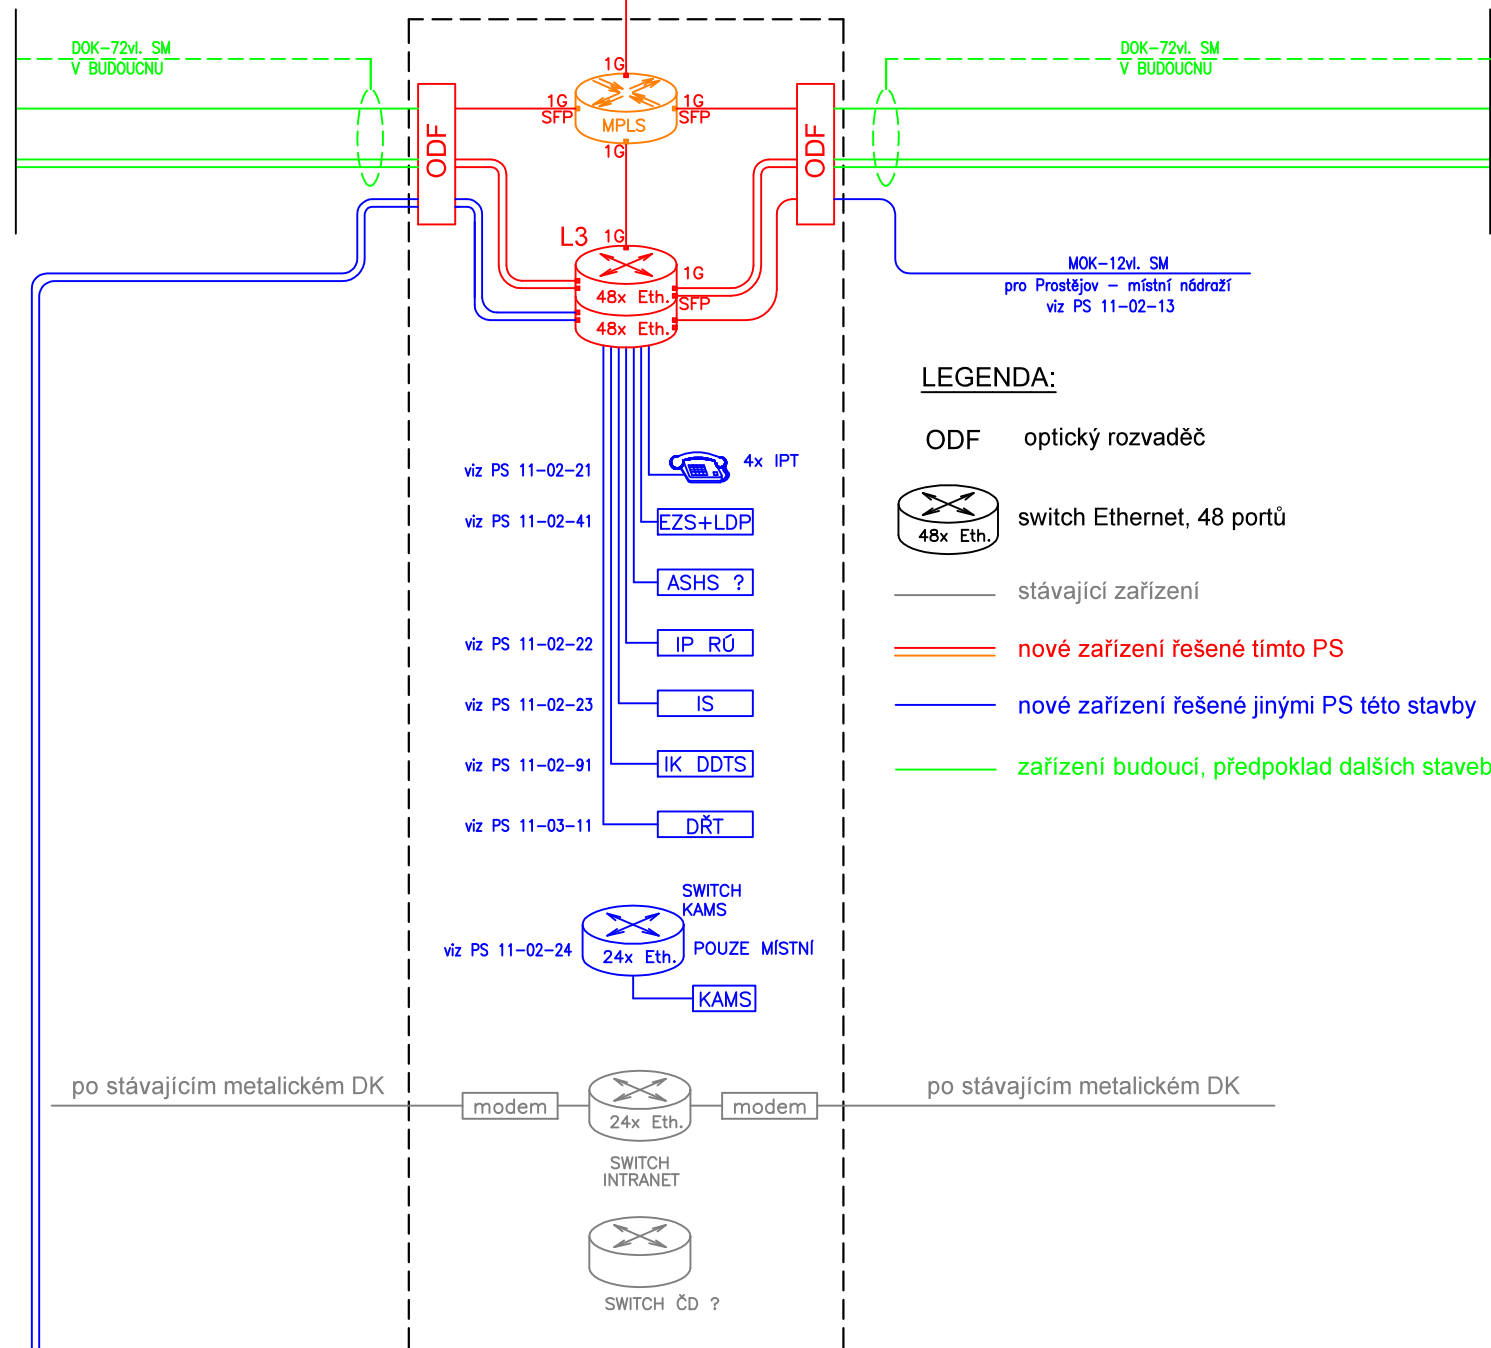 DOK-72vl. SM
V BUDOUCNU
DOK-72vl. SM
V BUDOUCNU
1G
1G
SFP
1G
SFP
MPLS
1G
ODF
ODF
L3
1G
1G
SFP
48x Eth.
48x Eth.
MOK-12vl. SM
pro Prostějov - místní nádraží
viz PS 11-02-13
LEGENDA:
ODF optický rozvaděč
48x Eth. switch Ethernet, 48 portů
stávající zařízení
nové zařízení řešené tímto PS
nové zařízení řešené jinými PS této stavby
zařízení budoucí, předpoklad dalších staveb
viz PS 11-02-21 4x IPT
viz PS 11-02-41 EZS+LDP
ASHS ?
viz PS 11-02-22 IP RÚ
viz PS 11-02-23 IS
viz PS 11-02-91 IK DDTS
viz PS 11-03-11 DŘT
SWITCH
KAMS
viz PS 11-02-24 24x Eth. POUZE MÍSTNÍ
KAMS
po stávajícím metalickém DK
po stávajícím metalickém DK
modem
24x Eth.
modem
SWITCH
INTRANET
SWITCH ČD ?